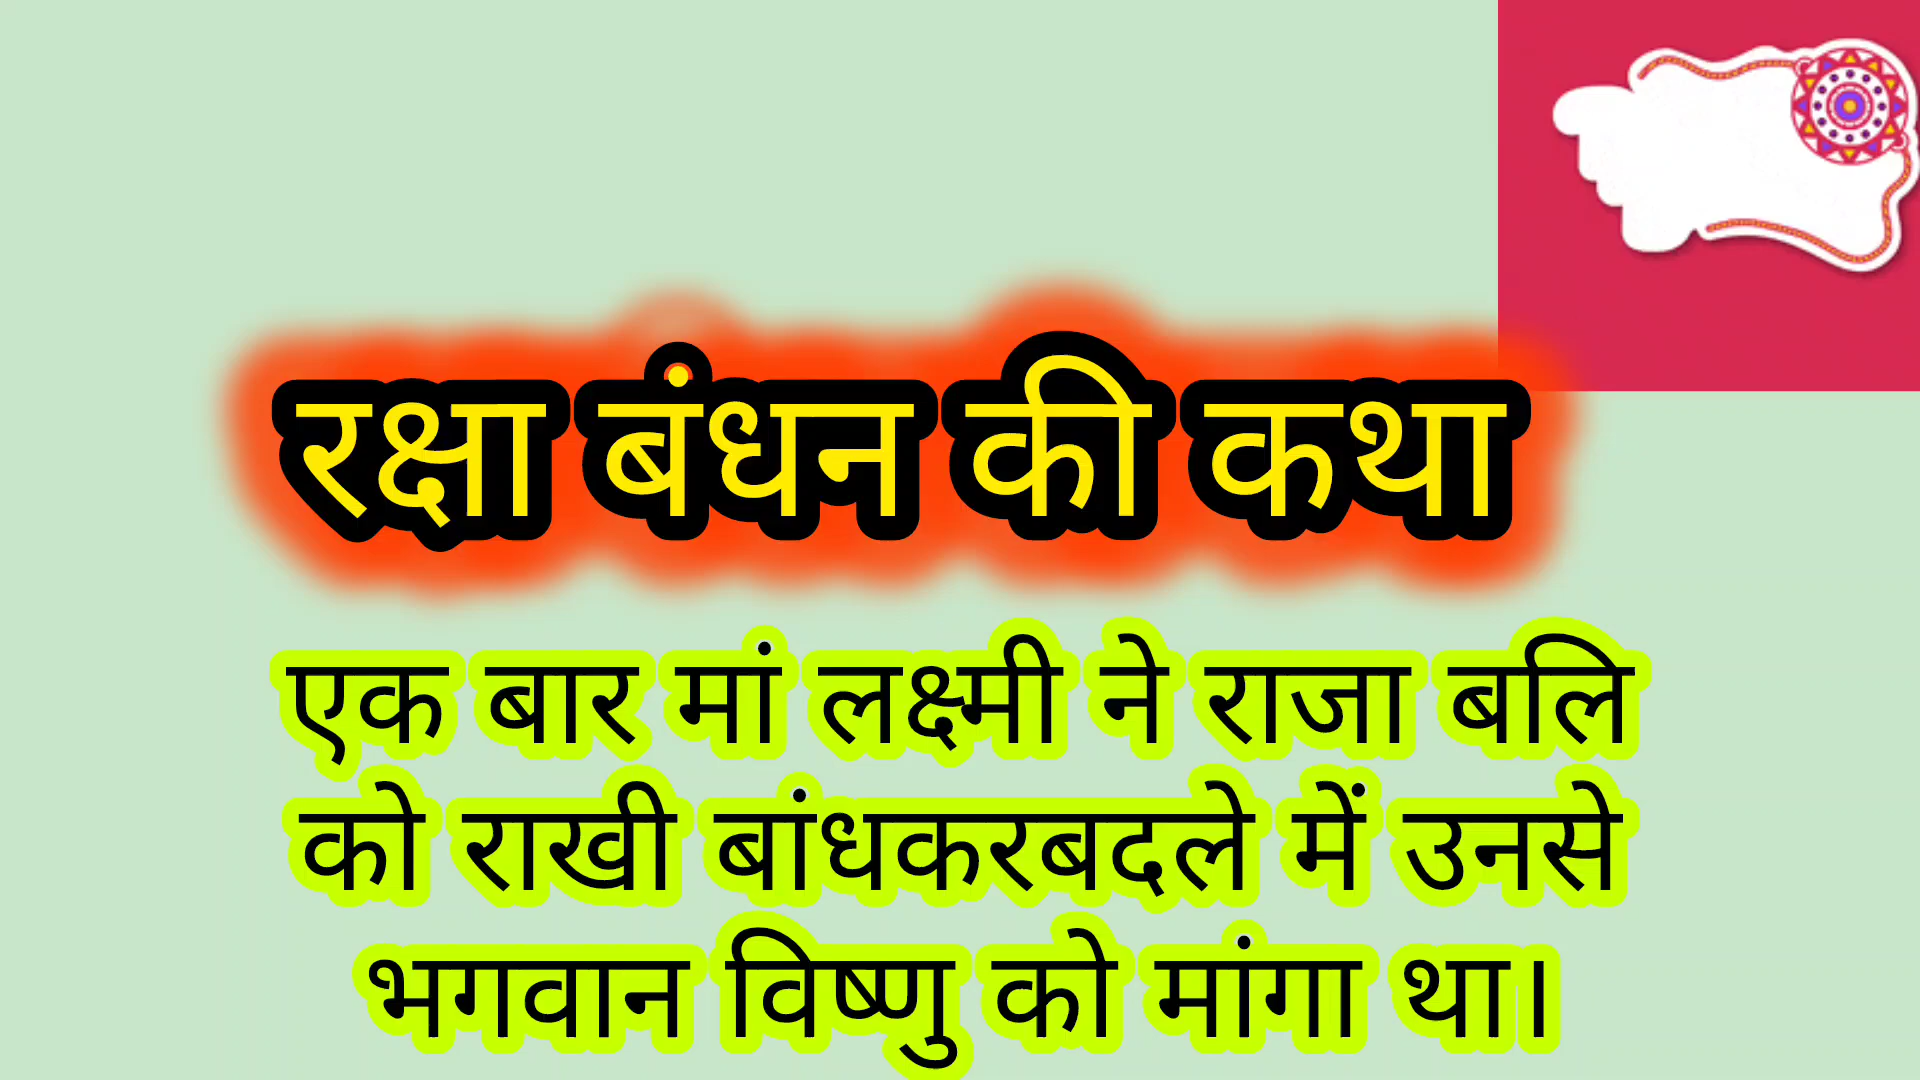 रक्षा बंधन की कथा
एक बार मां लक्ष्मी ने राजा बलि
को राखी बांधकरबदले में उनसे
भगवान विष्णु को मांगा था।